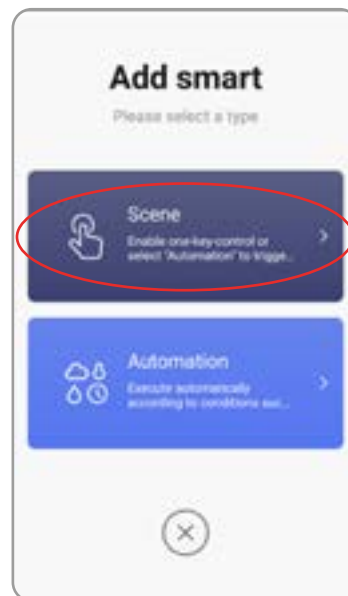 Add smart
Please select a type
Scene
Enable one-key-control or
select "Automation" to trigge...
Automation
Execute automatically
according to conditions suc...